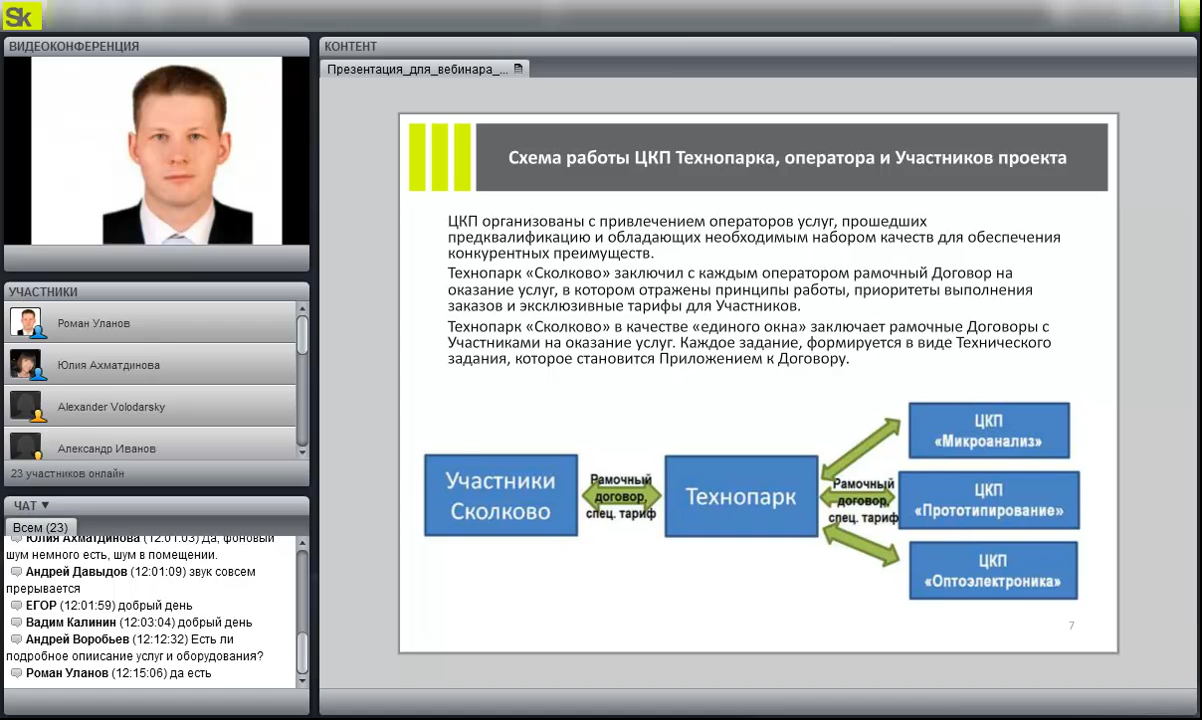 Sk
ВИДЕОКОНФЕРЕНЦИЯ
УЧАСТНИКИ
Роман Уланов
Юлия Ахматдинова
Alexander Volodarsky
Александр Иванов
23 участников онлайн
ЧАТ
Всем (23)
Юлия Ахматдинова (12:01:03) да, фоновый
шум немного есть, шум в помещении.
Андрей Давыдов (12:01:09) звук совсем
прерывается
ЕГОР (12:01:59) добрый день
Вадим Калинин (12:03:04) добрый день
Андрей Воробьев (12:12:32) Есть ли
подробное опиисание услуг и оборудования?
Роман Уланов (12:15:06) да есть
КОНТЕНТ
Презентация_для_вебинара_...
Схема работы ЦКП Технопарка, оператора и Участников проекта
ЦКП организованы с привлечением операторов услуг, прошедших
предквалификацию и обладающих необходимым набором качеств для обеспечения
конкурентных преимуществ.
Технопарк «Сколково» заключил с каждым оператором рамочный Договор на
оказание услуг, в котором отражены принципы работы, приоритеты выполнения
заказов и эксклюзивные тарифы для Участников.
Технопарк «Сколково» в качестве «единого окна» заключает рамочные Договоры с
Участниками на оказание услуг. Каждое задание, формируется в виде Технического
задания, которое становится Приложением к Договору.
Участники
Сколково
Рамочный
договор,
спец. тариф
Технопарк
Рамочный
договор,
спец. тариф
ЦКП
«Микроанализ»
ЦКП
«Прототипирование»
ЦКП
«Оптоэлектроника»
7